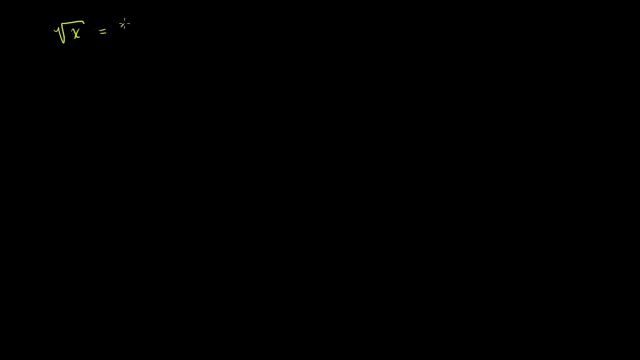 √x =